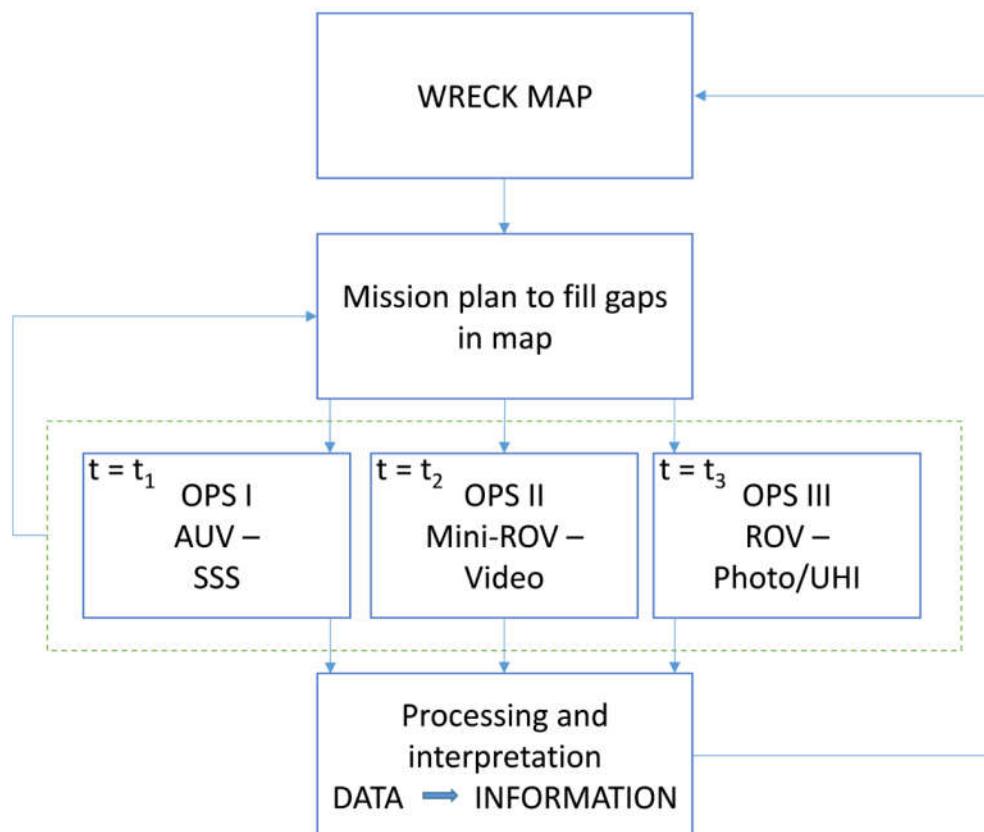 WRECK MAP
Mission plan to fill gaps
in map
t = t₁
OPS I
AUV –
SSS
t = t₂
OPS II
Mini-ROV –
Video
t = t₃
OPS III
ROV –
Photo/UHI
Processing and
interpretation
DATA INFORMATION